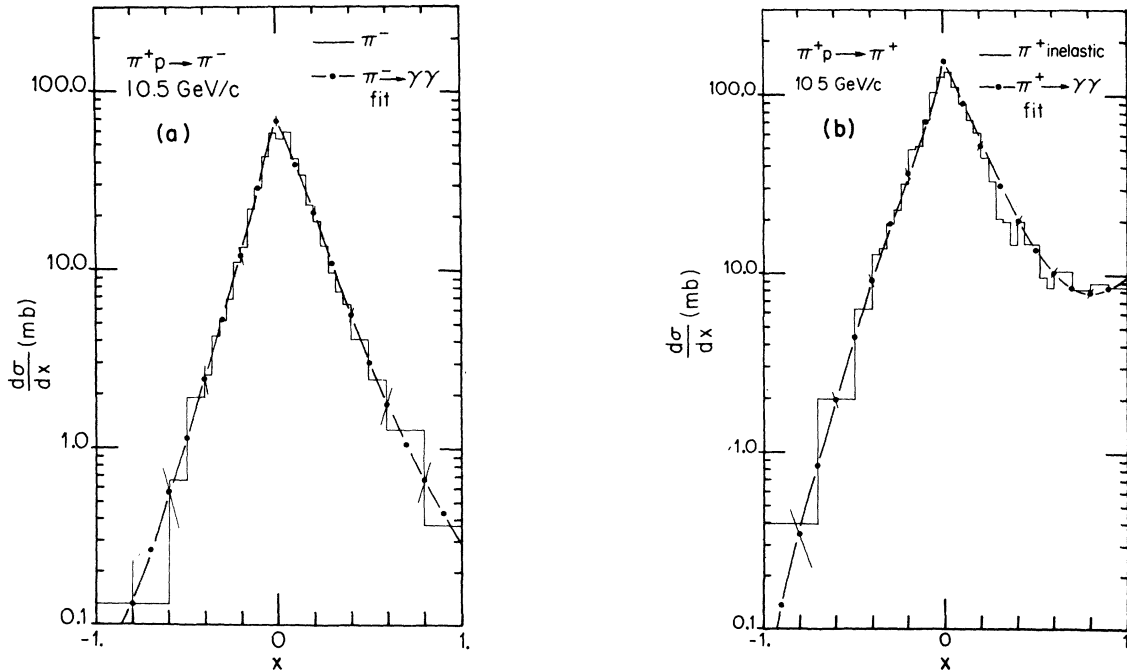 π⁺p → π⁻
10.5 GeV/c
(a)
π⁻
π⁻ → γγ
fit
100.0
10.0
1.0
0.1
dσ/dx (mb)
-1.
0
1.
x
π⁺p → π⁺
10 5 GeV/c
(b)
π⁺ inelastic
π⁺ → γγ
fit
100.0
10.0
1.0
0.1
dσ/dx (mb)
-1.
0
1.
x